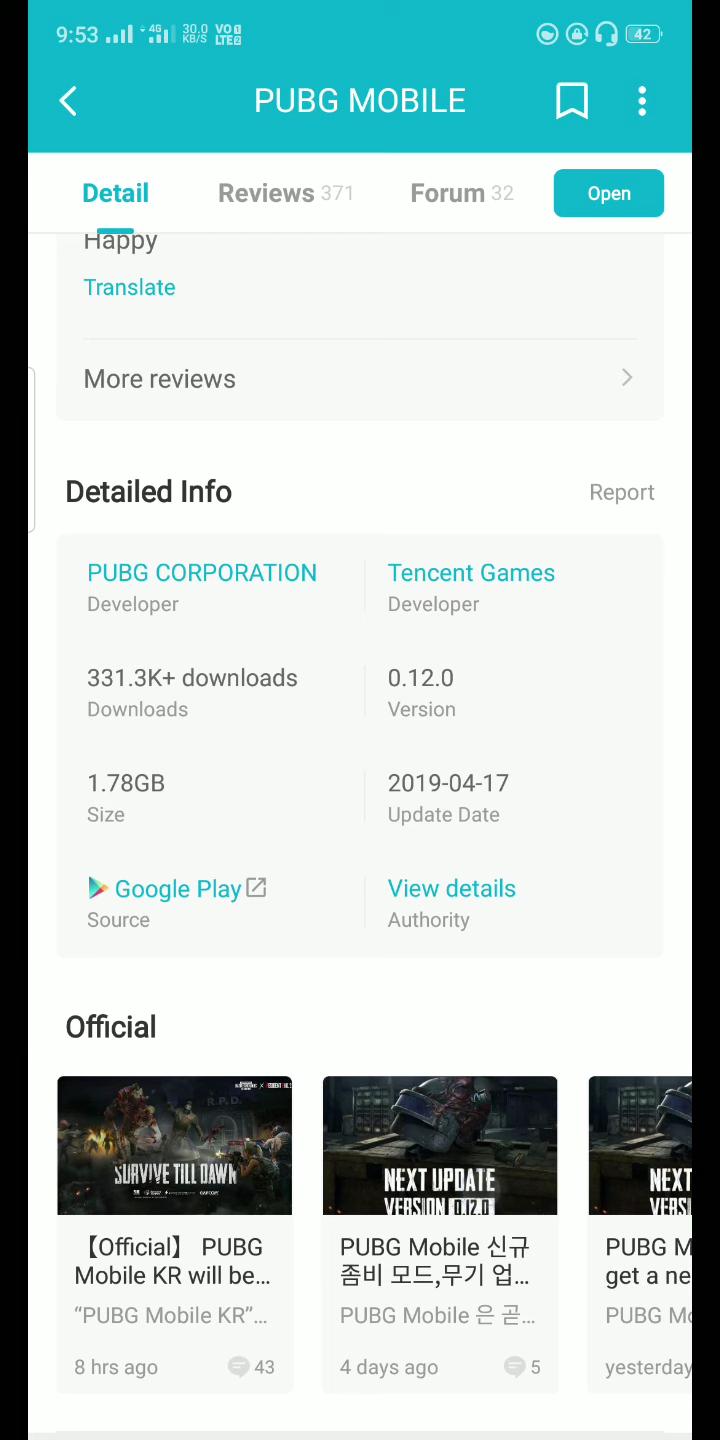 9:53 4G 30.0 KB/S VO 1 LTE 2 42
PUBG MOBILE
Detail Reviews 371 Forum 32 Open
Happy
Translate
More reviews
Detailed Info Report
PUBG CORPORATION Tencent Games
Developer Developer
331.3K+ downloads 0.12.0
Downloads Version
1.78GB 2019-04-17
Size Update Date
Google Play View details
Source Authority
Official
R.P.D.
SURVIVE TILL DAWN
CAPCOM
NEXT UPDATE
VERSION 0.12.0
NEXT
VERSI
【Official】 PUBG
Mobile KR will be...
“PUBG Mobile KR”...
8 hrs ago 43
PUBG Mobile 신규
좀비 모드,무기 업...
PUBG Mobile 은 곧...
4 days ago 5
PUBG M
get a ne
PUBG Mo
yesterday